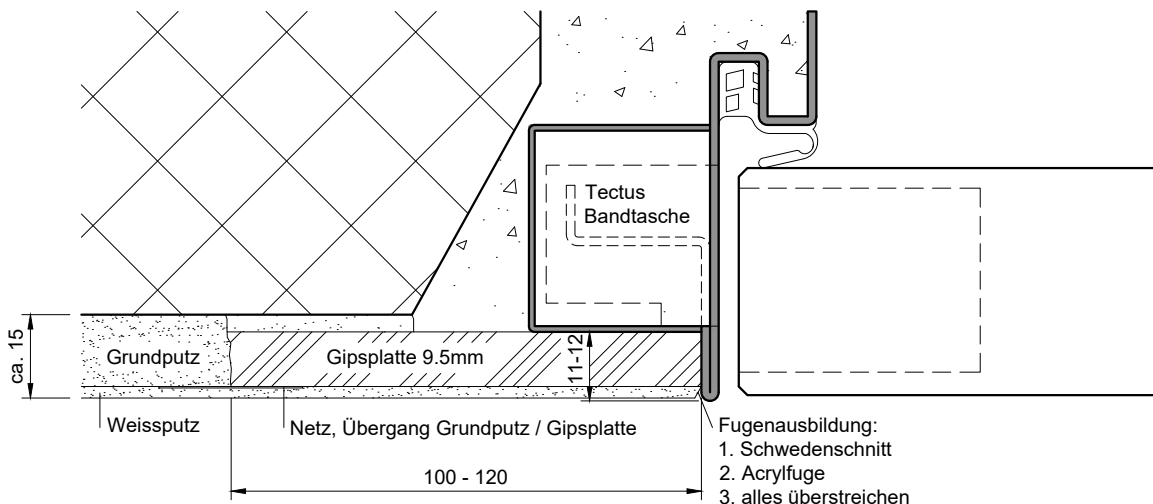 Tectus
Bandtasche
ca. 15
Grundputz
Gipsplatte 9.5mm
11-12
Weissputz
Netz, Übergang Grundputz / Gipsplatte
Fugenausbildung:
1. Schwedenschnitt
2. Acrylfuge
3. alles überstreichen
100 - 120